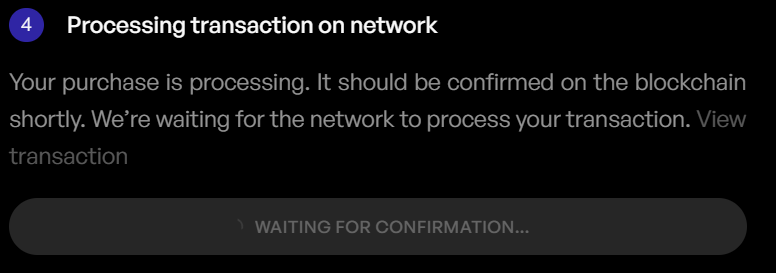 4 Processing transaction on network
Your purchase is processing. It should be confirmed on the blockchain
shortly. We’re waiting for the network to process your transaction. View
transaction
WAITING FOR CONFIRMATION...